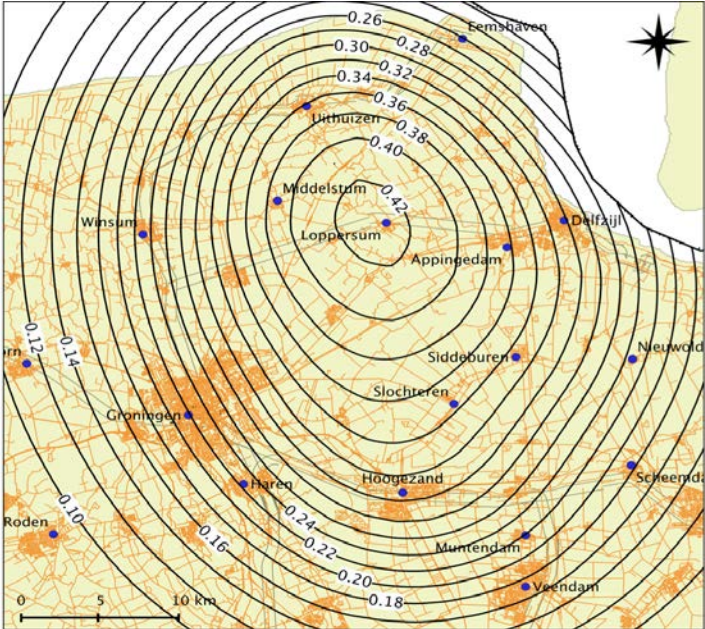 0.26
Eemshaven
0.28
0.30
0.32
0.34
0.36
Uithuizen
0.38
0.40
Middelstum
0.42
Winsum
Delfzijl
Loppersum
Appingedam
0.12
0.14
orn
Siddeburen
Nieuwold
Slochteren
Groningen
Hoogezand
Scheemda
Haren
0.10
0.24
Roden
0.16
0.22
Muntendam
0.20
Veendam
0.18
0 5 10 km